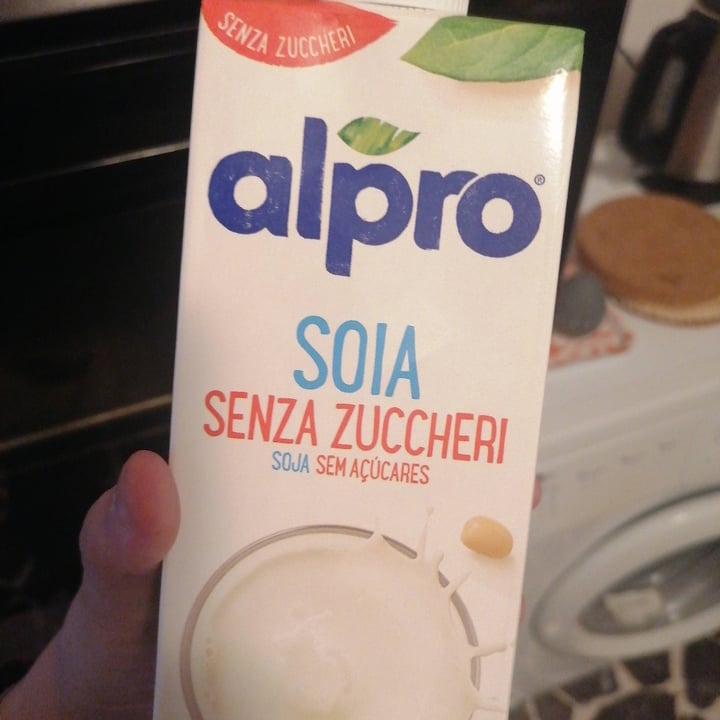 SENZA ZUCCHERI
alpro®
SOIA
SENZA ZUCCHERI
SOJA SEM AÇÚCARES